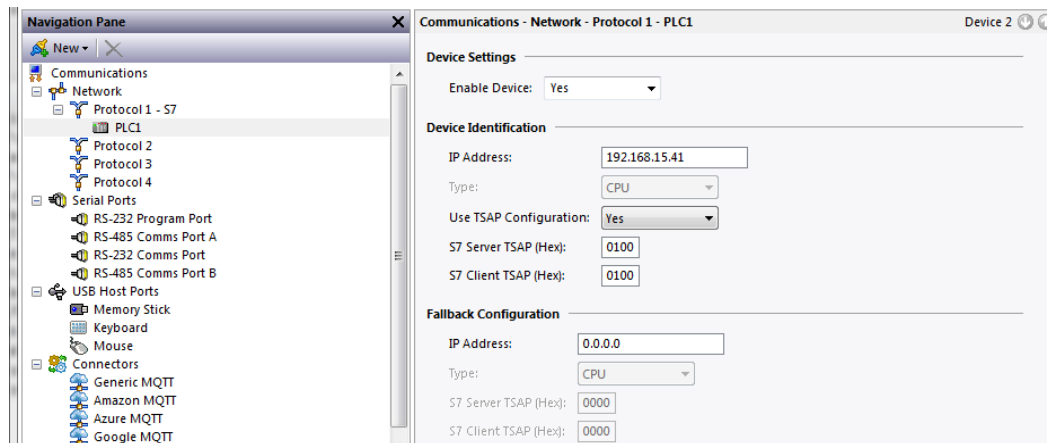 Navigation Pane
New
Communications
Network
Protocol 1 - S7
PLC1
Protocol 2
Protocol 3
Protocol 4
Serial Ports
RS-232 Program Port
RS-485 Comms Port A
RS-232 Comms Port
RS-485 Comms Port B
USB Host Ports
Memory Stick
Keyboard
Mouse
Connectors
Generic MQTT
Amazon MQTT
Azure MQTT
Google MQTT
Communications - Network - Protocol 1 - PLC1 Device 2
Device Settings
Enable Device: Yes
Device Identification
IP Address: 192.168.15.41
Type: CPU
Use TSAP Configuration: Yes
S7 Server TSAP (Hex): 0100
S7 Client TSAP (Hex): 0100
Fallback Configuration
IP Address: 0.0.0.0
Type: CPU
S7 Server TSAP (Hex): 0000
S7 Client TSAP (Hex): 0000